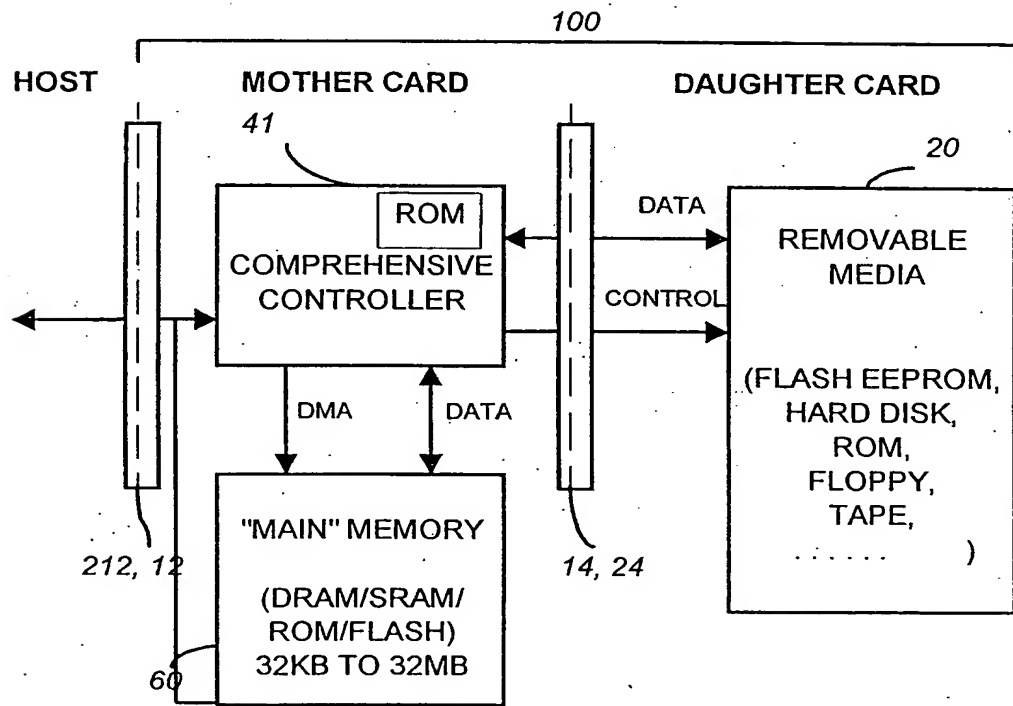 100
HOST
MOTHER CARD
DAUGHTER CARD
41
20
ROM
COMPREHENSIVE
CONTROLLER
DATA
CONTROL
REMOVABLE
MEDIA
(FLASH EEPROM,
HARD DISK,
ROM,
FLOPPY,
TAPE,
. . . . . . )
DMA
DATA
"MAIN" MEMORY
(DRAM/SRAM/
ROM/FLASH)
32KB TO 32MB
212, 12
14, 24
60